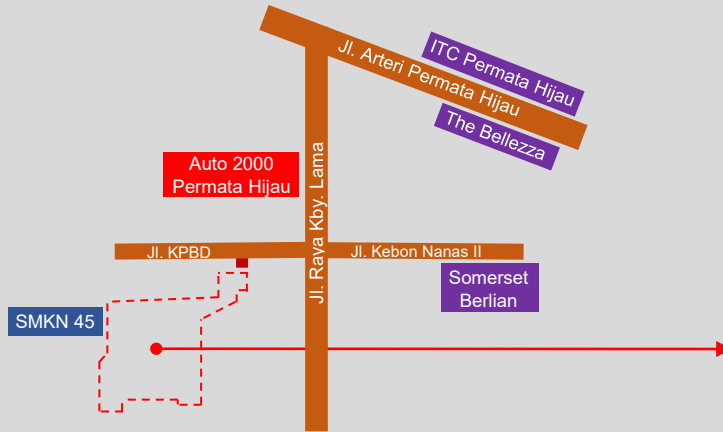 ITC Permata Hijau
Jl. Arteri Permata Hijau
The Bellezza
Auto 2000
Permata Hijau
Jl. Raya Kby. Lama
Jl. KPBD
Jl. Kebon Nanas II
Somerset
Berlian
SMKN 45